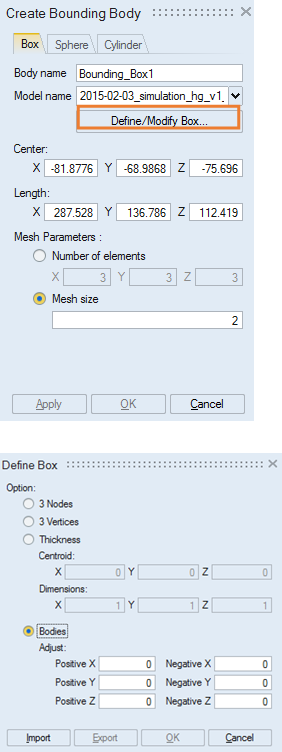 Create Bounding Body
Box Sphere Cylinder
Body name Bounding_Box1
Model name 2015-02-03_simulation_hg_v1_
Define/Modify Box...
Center:
X -81.8776 Y -68.9868 Z -75.696
Length:
X 287.528 Y 136.786 Z 112.419
Mesh Parameters :
Number of elements
X 3 Y 3 Z 3
Mesh size
2
Apply OK Cancel
Define Box
Option:
3 Nodes
3 Vertices
Thickness
Centroid:
X 0 Y 0 Z 0
Dimensions:
X 1 Y 1 Z 1
Bodies
Adjust:
Positive X 0 Negative X 0
Positive Y 0 Negative Y 0
Positive Z 0 Negative Z 0
Import Export OK Cancel